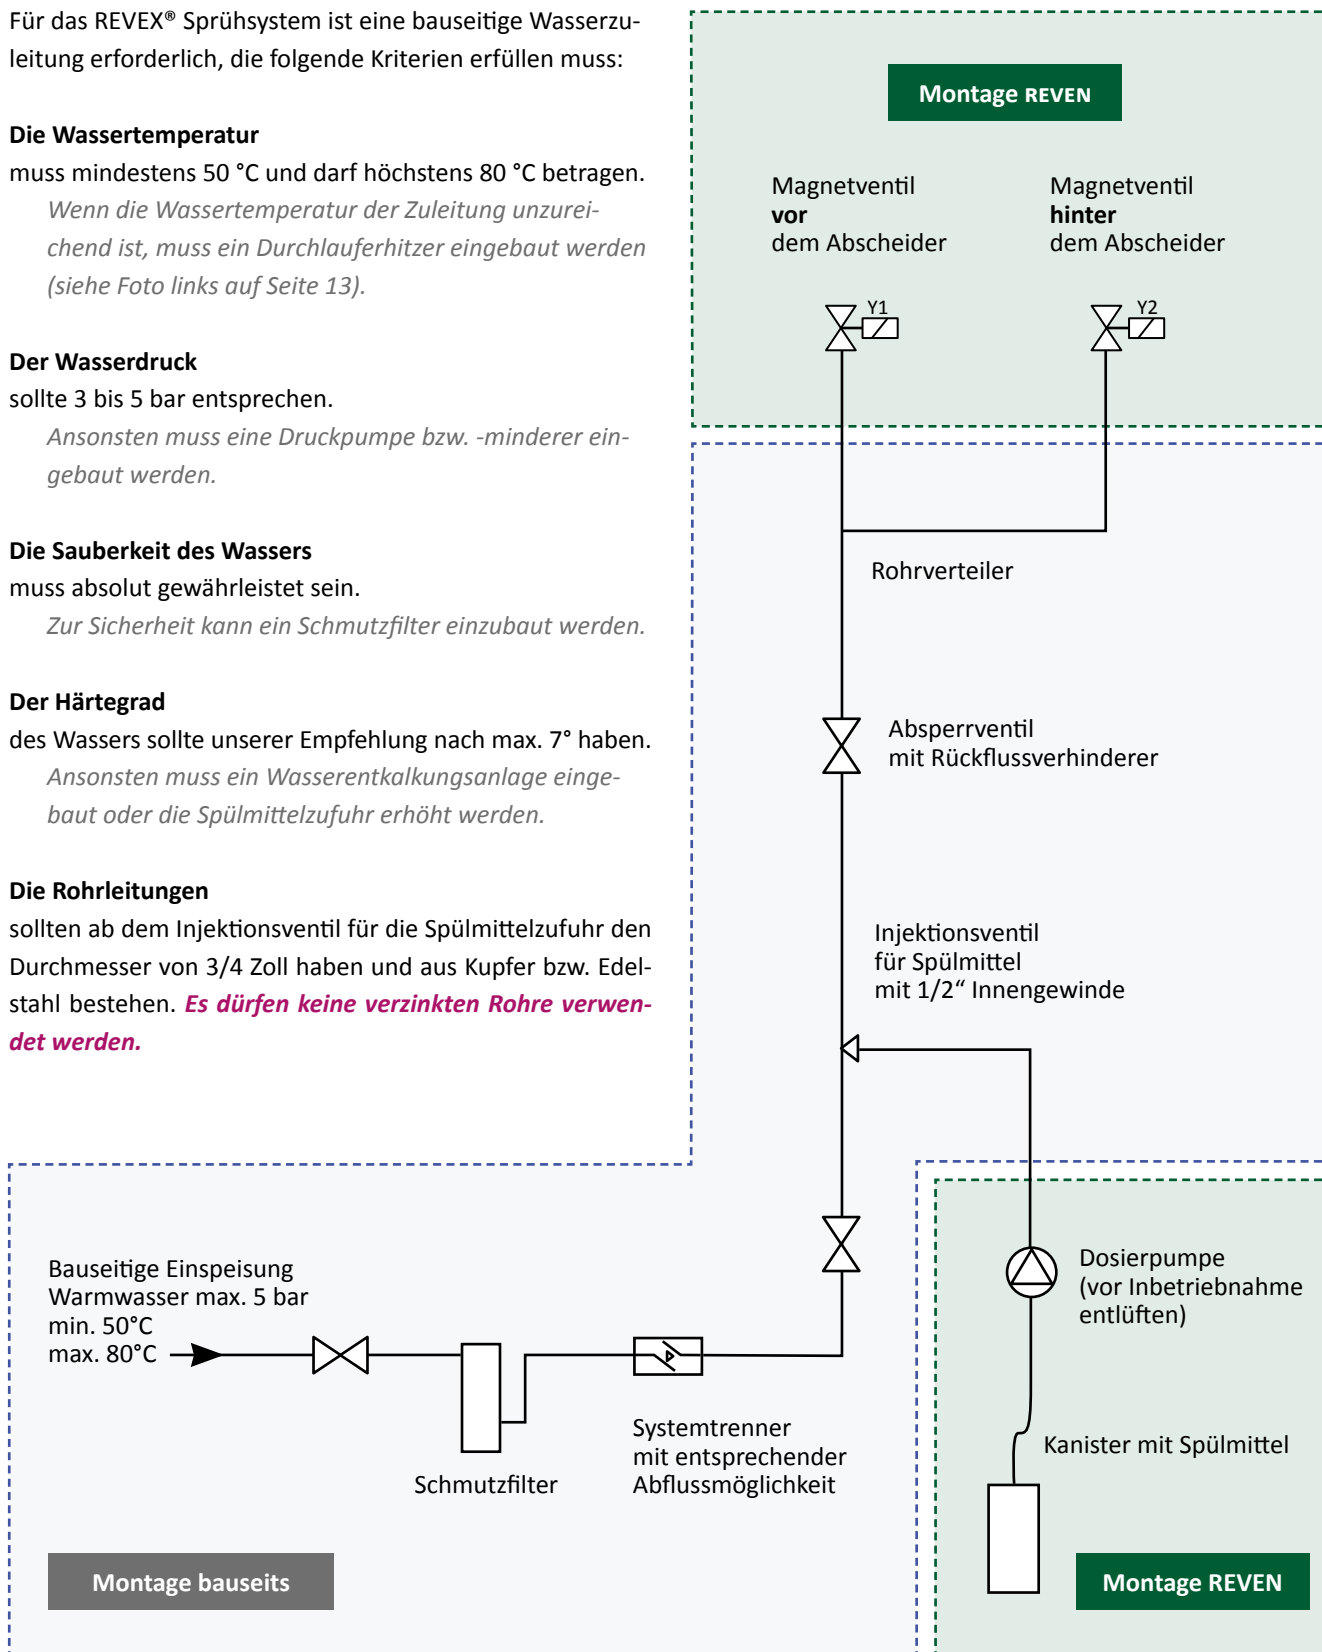 Für das REVEX® Sprühsystem ist eine bauseitige Wasserzu-
leitung erforderlich, die folgende Kriterien erfüllen muss:
Die Wassertemperatur
muss mindestens 50 °C und darf höchstens 80 °C betragen.
Wenn die Wassertemperatur der Zuleitung unzurei-
chend ist, muss ein Durchlauferhitzer eingebaut werden
(siehe Foto links auf Seite 13).
Der Wasserdruck
sollte 3 bis 5 bar entsprechen.
Ansonsten muss eine Druckpumpe bzw. -minderer ein-
gebaut werden.
Die Sauberkeit des Wassers
muss absolut gewährleistet sein.
Zur Sicherheit kann ein Schmutzfilter einzubaut werden.
Der Härtegrad
des Wassers sollte unserer Empfehlung nach max. 7° haben.
Ansonsten muss ein Wasserentkalkungsanlage einge-
baut oder die Spülmittelzufuhr erhöht werden.
Die Rohrleitungen
sollten ab dem Injektionsventil für die Spülmittelzufuhr den
Durchmesser von 3/4 Zoll haben und aus Kupfer bzw. Edel-
stahl bestehen. Es dürfen keine verzinkten Rohre verwen-
det werden.
Montage REVEN
Magnetventil
vor
dem Abscheider
Magnetventil
hinter
dem Abscheider
Y1
Y2
Rohrverteiler
Absperrventil
mit Rückflussverhinderer
Injektionsventil
für Spülmittel
mit 1/2“ Innengewinde
Bauseitige Einspeisung
Warmwasser max. 5 bar
min. 50°C
max. 80°C
Schmutzfilter
Systemtrenner
mit entsprechender
Abflussmöglichkeit
Dosierpumpe
(vor Inbetriebnahme
entlüften)
Kanister mit Spülmittel
Montage bauseits
Montage REVEN